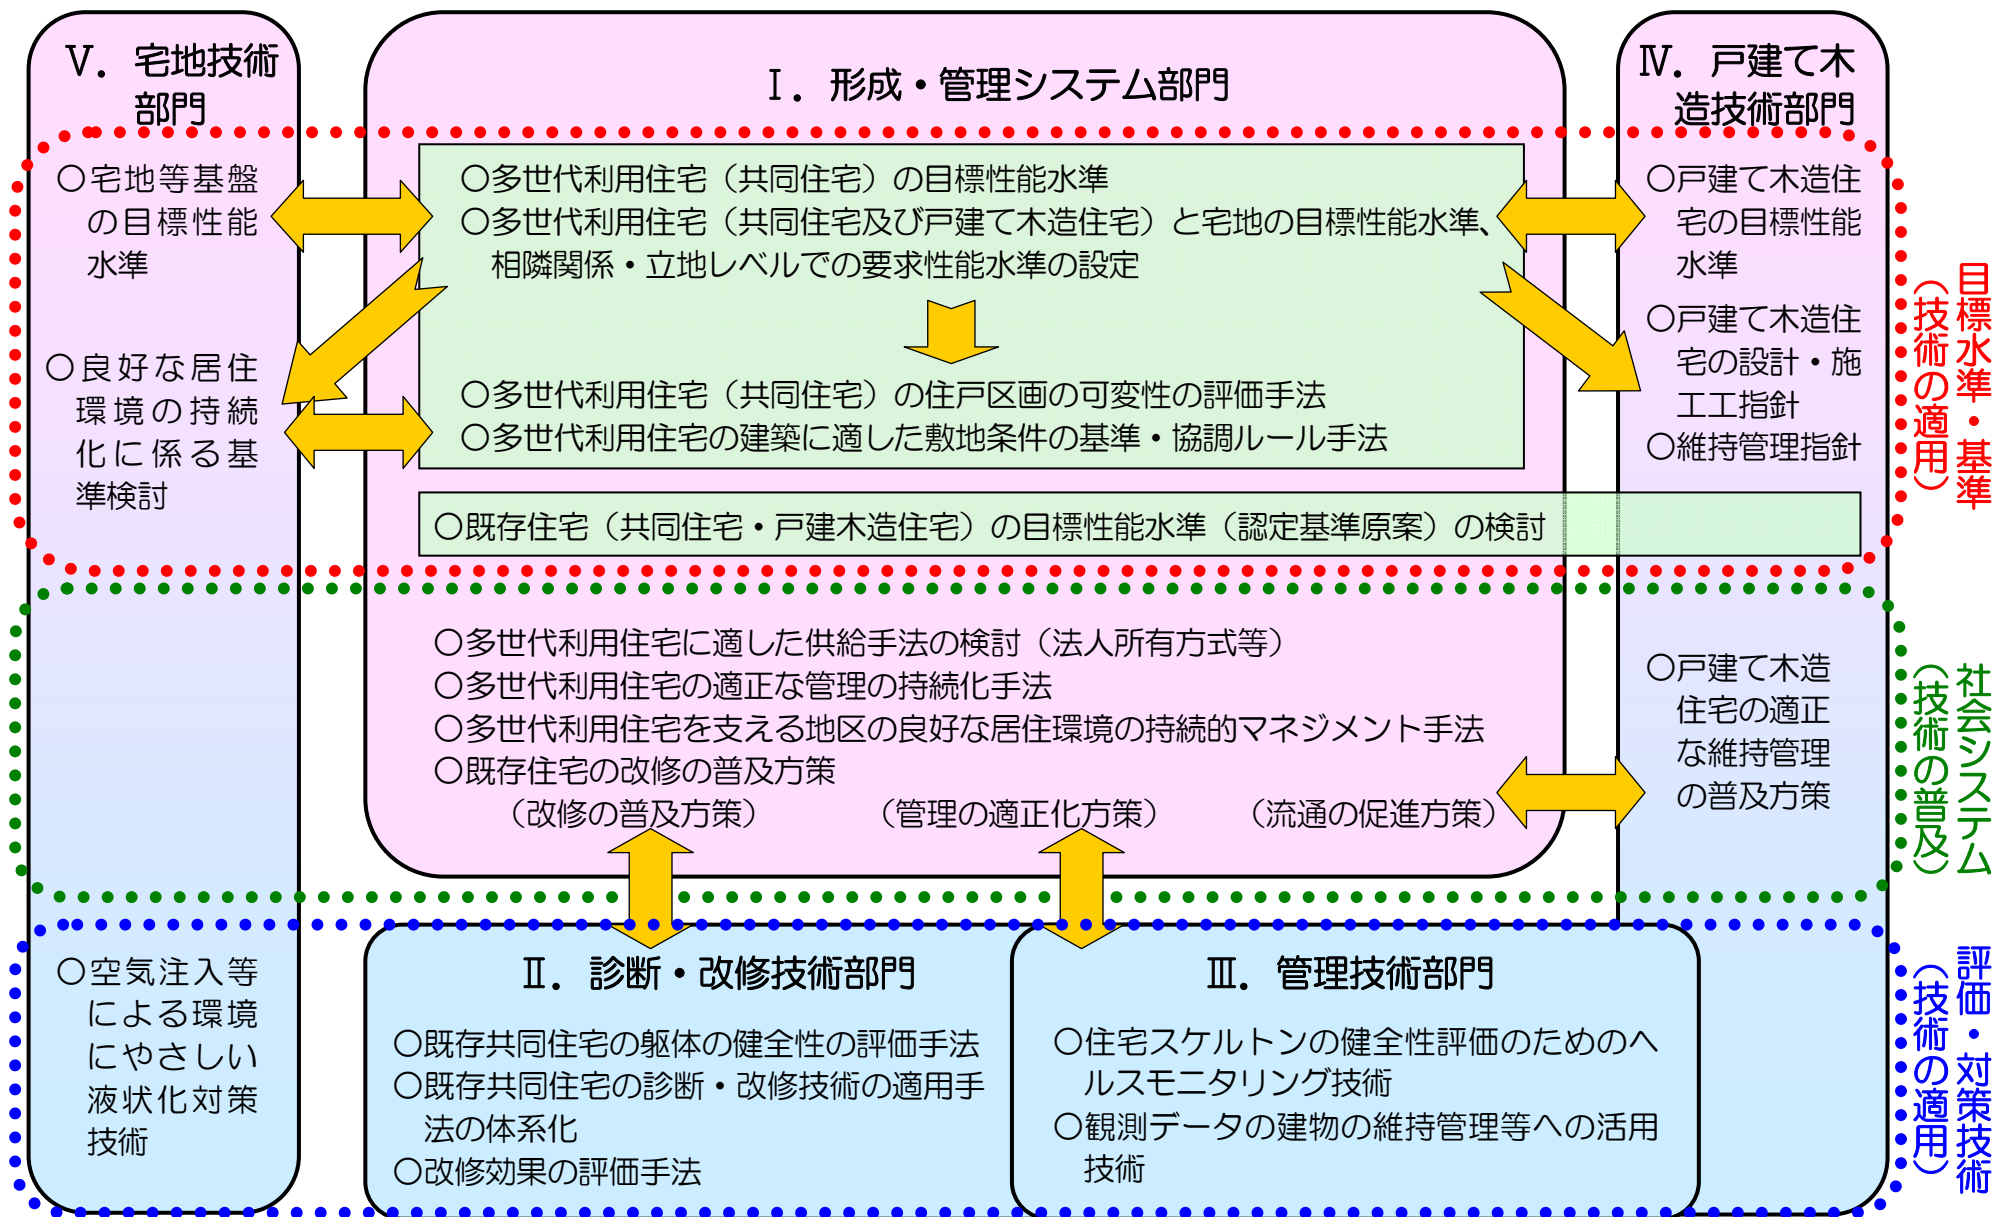 Ⅴ．宅地技術
部門
〇宅地等基盤
の目標性能
水準
〇良好な居住
環境の持続
化に係る基
準検討
〇空気注入等
による環境
にやさしい
液状化対策
技術
Ⅰ．形成・管理システム部門
〇多世代利用住宅（共同住宅）の目標性能水準
〇多世代利用住宅（共同住宅及び戸建て木造住宅）と宅地の目標性能水準、
相隣関係・立地レベルでの要求性能水準の設定
〇多世代利用住宅（共同住宅）の住戸区画の可変性の評価手法
〇多世代利用住宅の建築に適した敷地条件の基準・協調ルール手法
〇既存住宅（共同住宅・戸建木造住宅）の目標性能水準（認定基準原案）の検討
〇多世代利用住宅に適した供給手法の検討（法人所有方式等）
〇多世代利用住宅の適正な管理の持続化手法
〇多世代利用住宅を支える地区の良好な居住環境の持続的マネジメント手法
〇既存住宅の改修の普及方策
（改修の普及方策）　（管理の適正化方策）　（流通の促進方策）
Ⅱ．診断・改修技術部門
〇既存共同住宅の躯体の健全性の評価手法
〇既存共同住宅の診断・改修技術の適用手
法の体系化
〇改修効果の評価手法
Ⅲ．管理技術部門
〇住宅スケルトンの健全性評価のためのヘ
ルスモニタリング技術
〇観測データの建物の維持管理等への活用
技術
Ⅳ．戸建て木
造技術部門
〇戸建て木造住
宅の目標性能
水準
〇戸建て木造住
宅の設計・施
工工指針
〇維持管理指針
〇戸建て木造
住宅の適正
な維持管理
の普及方策
目標水準・基準
（技術の適用）
社会システム
（技術の普及）
評価・対策技術
（技術の適用）